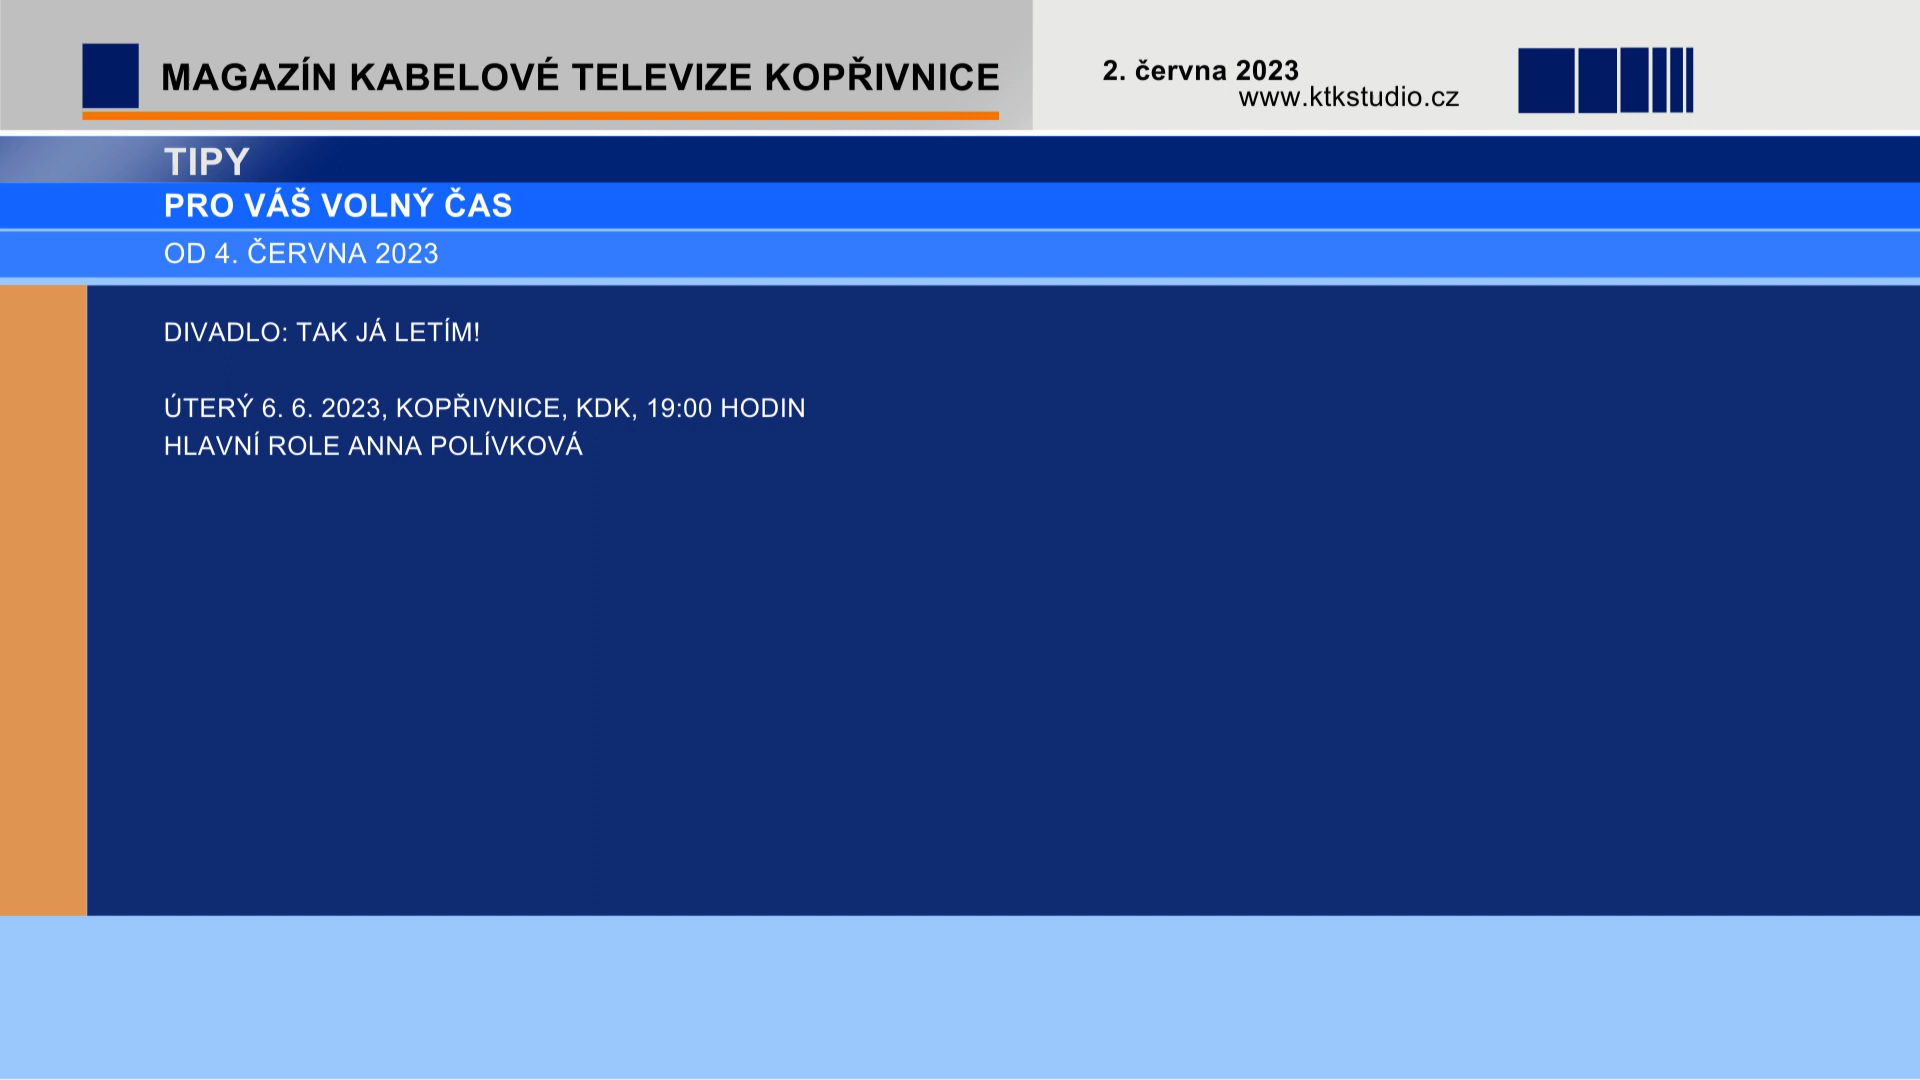 MAGAZÍN KABELOVÉ TELEVIZE KOPŘIVNICE
2. června 2023
www.ktkstudio.cz
TIPY
PRO VÁŠ VOLNÝ ČAS
OD 4. ČERVNA 2023
DIVADLO: TAK JÁ LETÍM!
ÚTERÝ 6. 6. 2023, KOPŘIVNICE, KDK, 19:00 HODIN
HLAVNÍ ROLE ANNA POLÍVKOVÁ